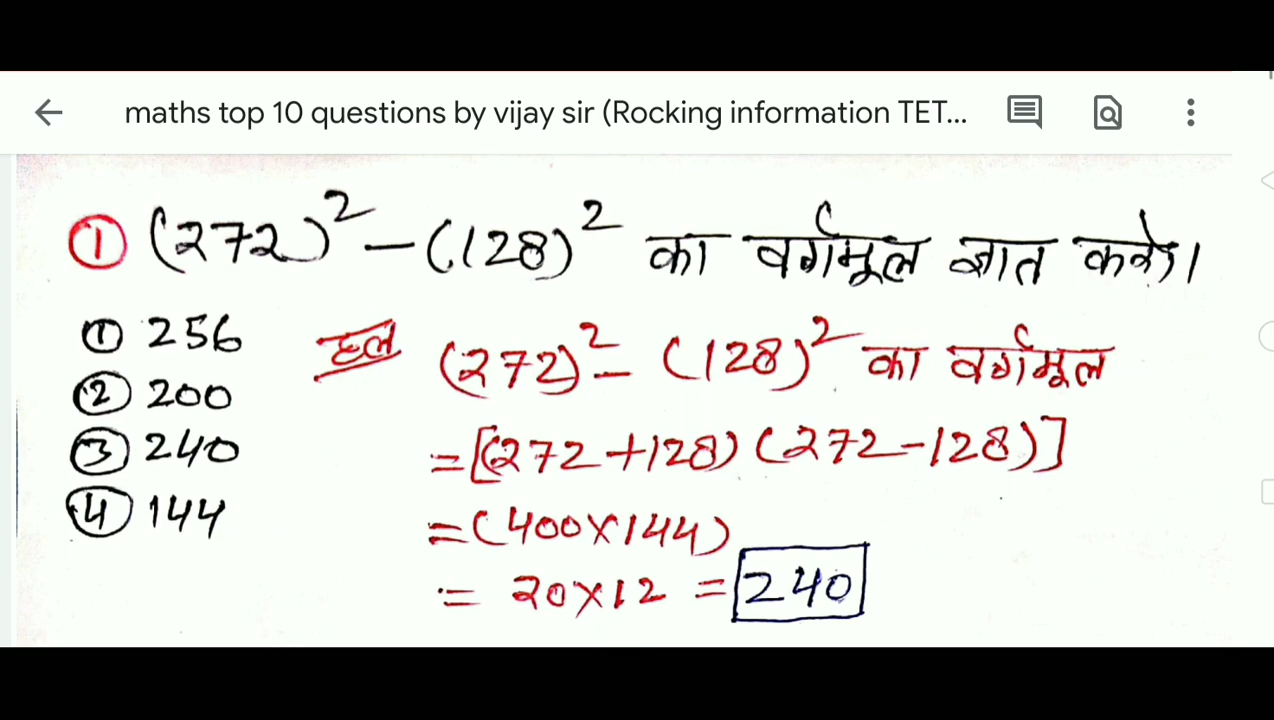 maths top 10 questions by vijay sir (Rocking information TET...
① (272)² - (128)² का वर्गमूल ज्ञात करो।
① 256
② 200
③ 240
④ 144
हल (272)² - (128)² का वर्गमूल
= [(272+128) (272-128)]
= (400×144)
= 20×12 = 240